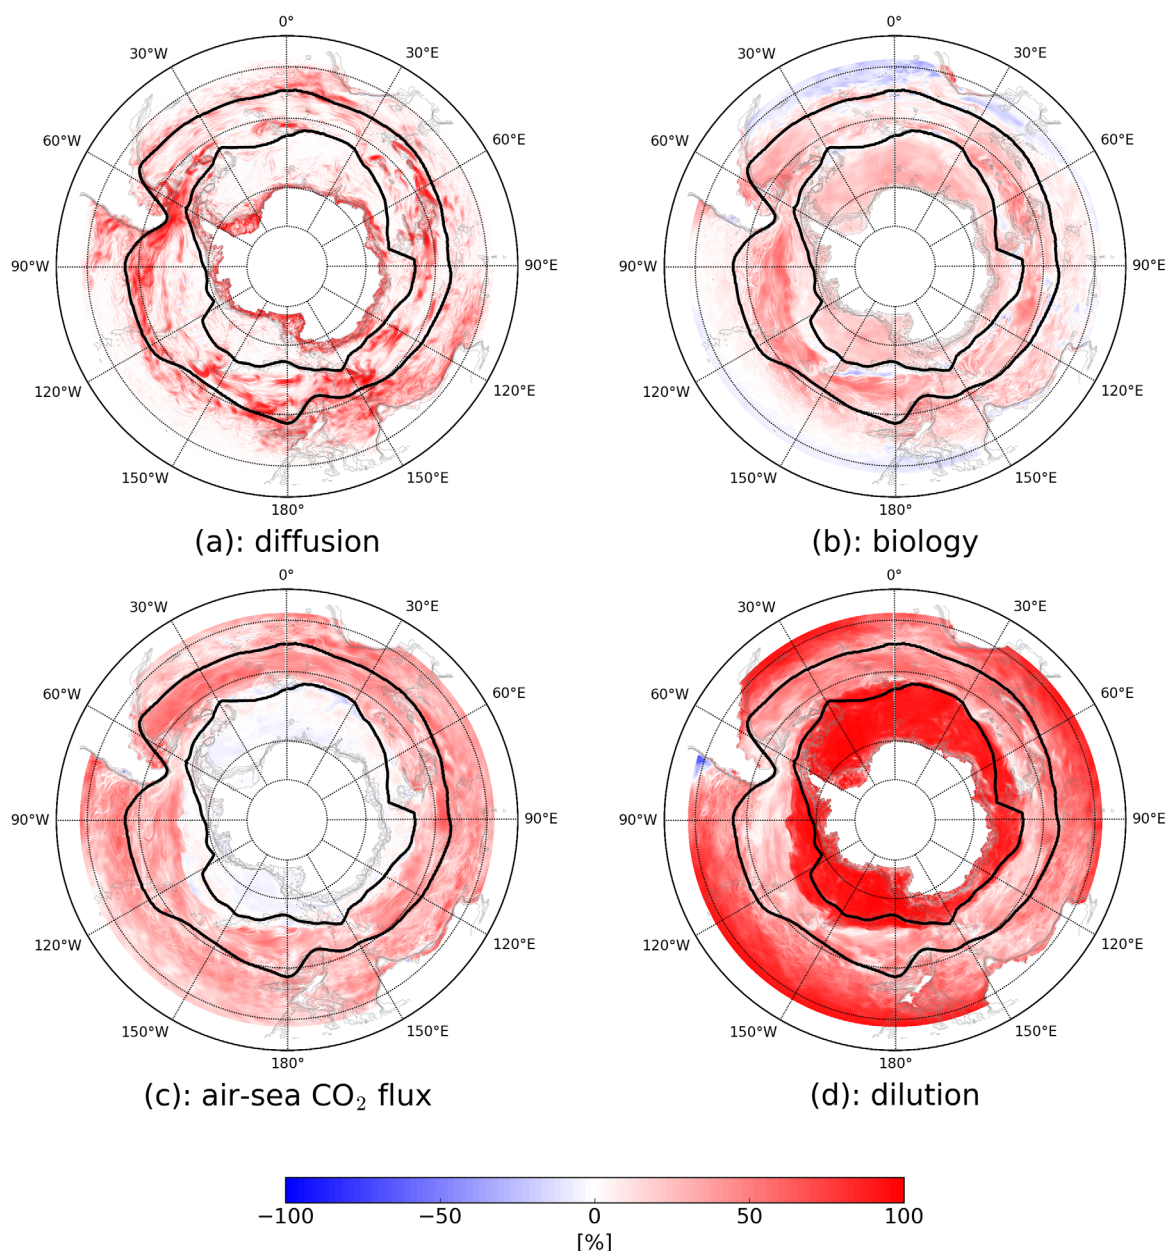 0° 0°
30°W 30°E 30°W 30°E
60°W 60°E 60°W 60°E
90°W 90°E 90°W 90°E
120°W 120°E 120°W 120°E
150°W 150°E 150°W 150°E
180° 180°
(a): diffusion (b): biology
0° 0°
30°W 30°E 30°W 30°E
60°W 60°E 60°W 60°E
90°W 90°E 90°W 90°E
120°W 120°E 120°W 120°E
150°W 150°E 150°W 150°E
180° 180°
(c): air-sea CO₂ flux (d): dilution
−100 −50 0 50 100
[%]